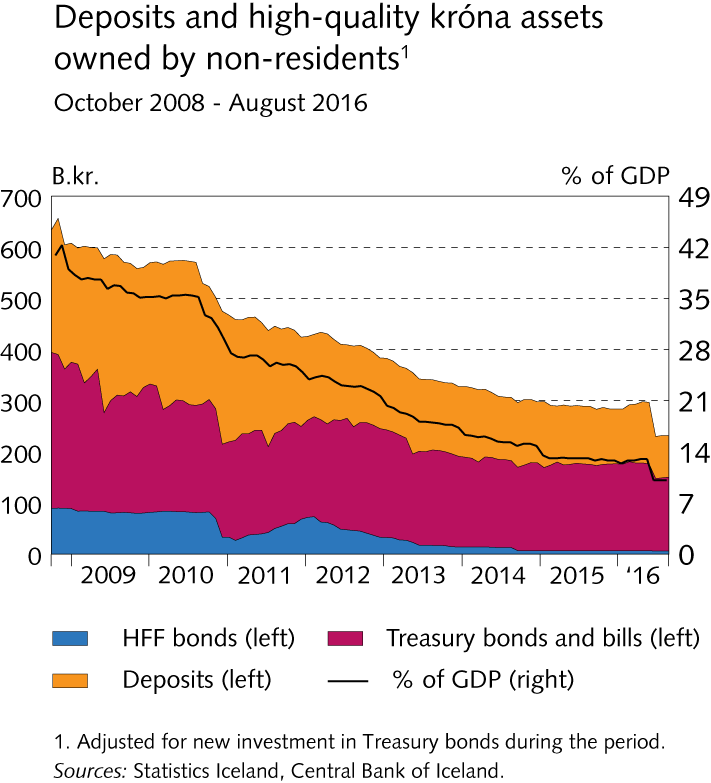 Deposits and high-quality króna assets
owned by non-residents¹
October 2008 - August 2016
B.kr.
% of GDP
700
600
500
400
300
200
100
0
49
42
35
28
21
14
7
0
2009 2010 2011 2012 2013 2014 2015 '16
HFF bonds (left)
Treasury bonds and bills (left)
Deposits (left)
% of GDP (right)
1. Adjusted for new investment in Treasury bonds during the period.
Sources: Statistics Iceland, Central Bank of Iceland.